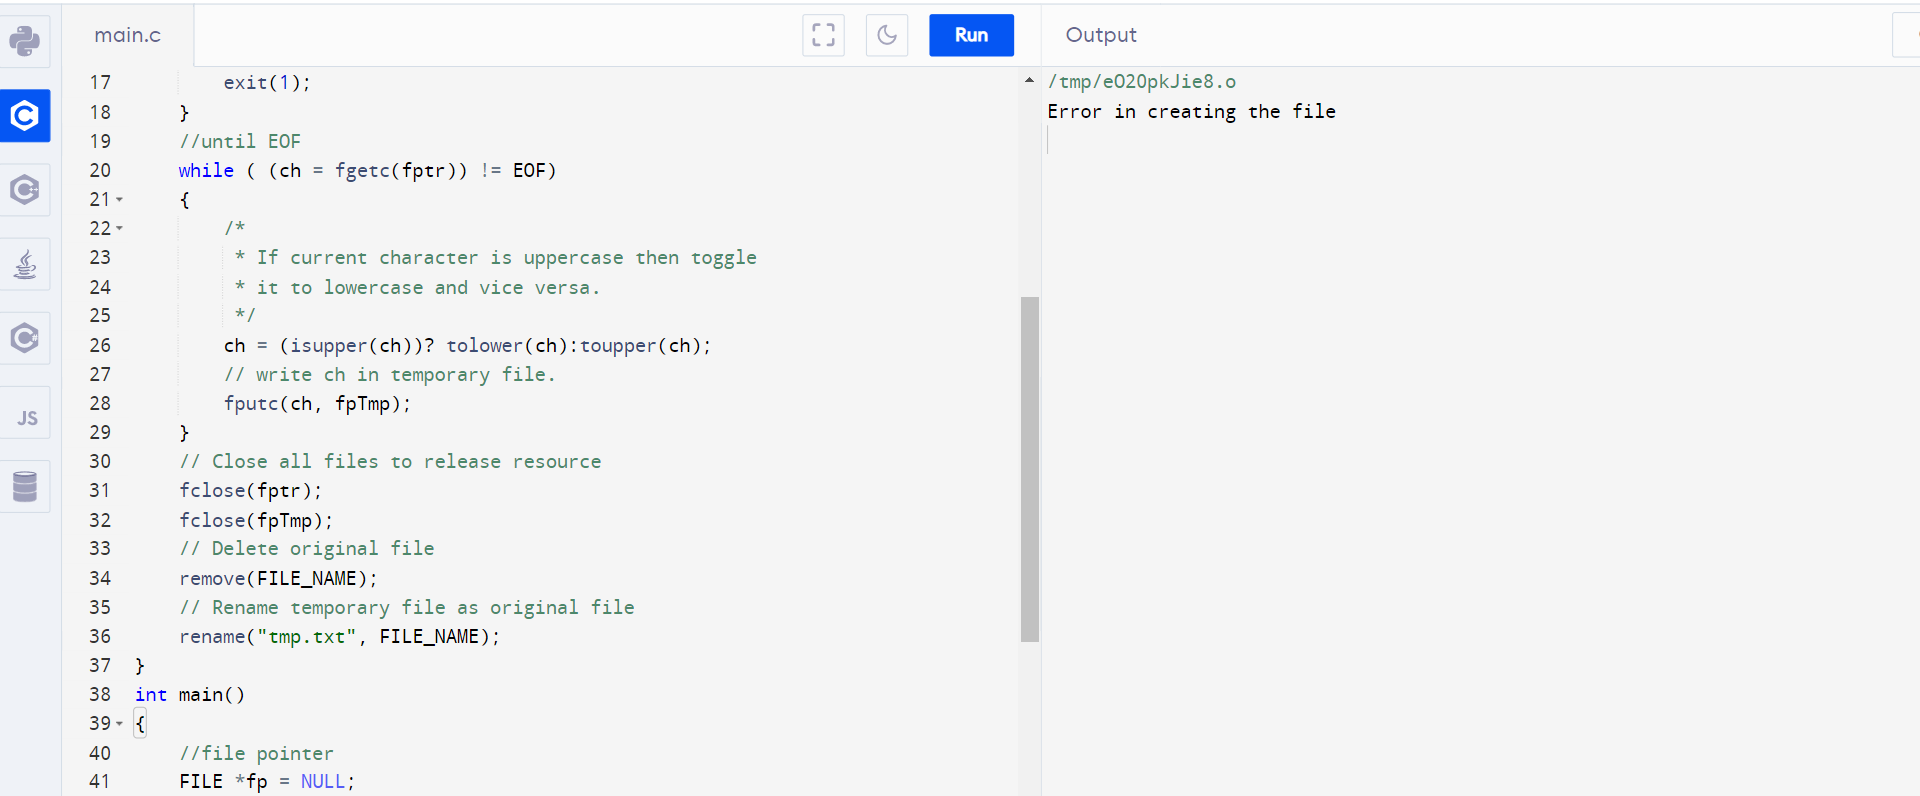 main.c
Run
Output
17 exit(1);
18 }
19 //until EOF
20 while ( (ch = fgetc(fptr)) != EOF)
21 {
22 /*
23 * If current character is uppercase then toggle
24 * it to lowercase and vice versa.
25 */
26 ch = (isupper(ch))? tolower(ch):toupper(ch);
27 // write ch in temporary file.
28 fputc(ch, fpTmp);
29 }
30 // Close all files to release resource
31 fclose(fptr);
32 fclose(fpTmp);
33 // Delete original file
34 remove(FILE_NAME);
35 // Rename temporary file as original file
36 rename("tmp.txt", FILE_NAME);
37 }
38 int main()
39 {
40 //file pointer
41 FILE *fp = NULL;
/tmp/eO20pkJie8.o
Error in creating the file
C
C++
C#
JS